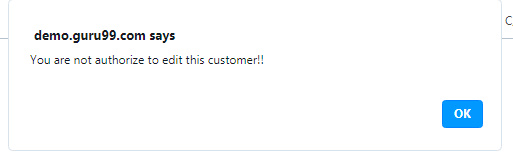 demo.guru99.com says
You are not authorize to edit this customer!!
OK